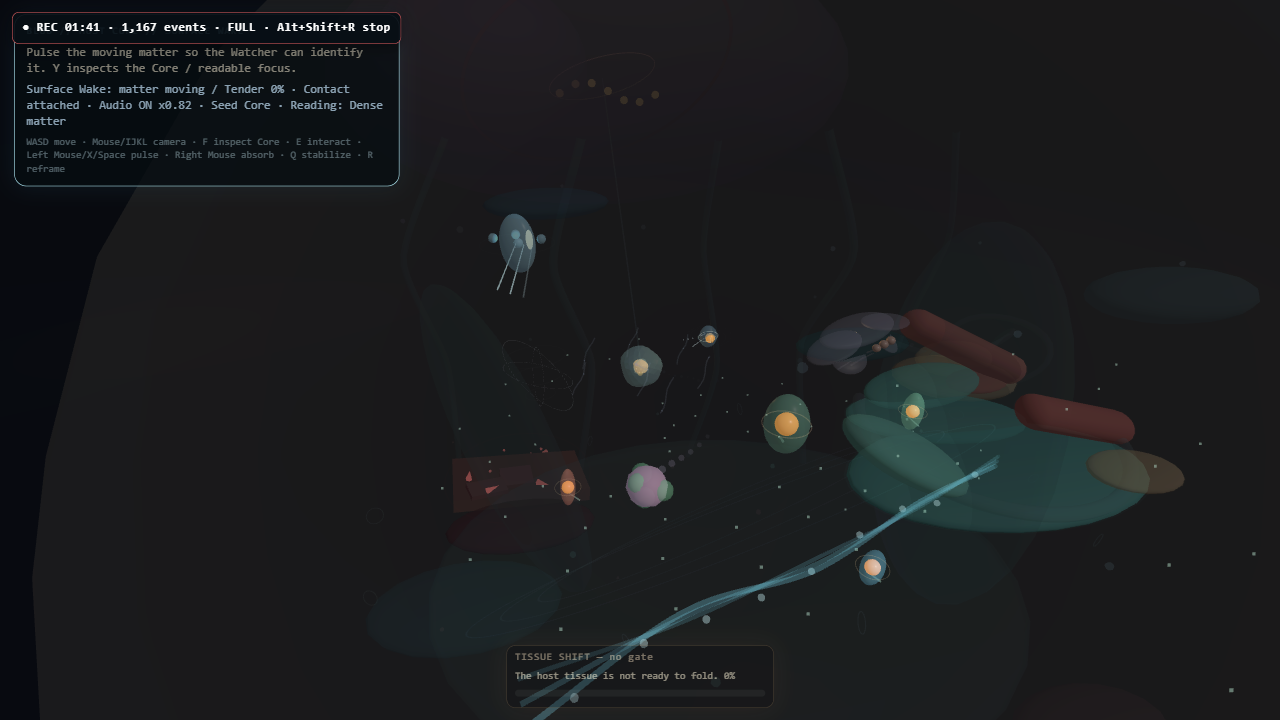 ● REC 01:41 · 1,167 events · FULL · Alt+Shift+R stop
Pulse the moving matter so the Watcher can identify
it. Y inspects the Core / readable focus.
Surface Wake: matter moving / Tender 0% · Contact
attached · Audio ON x0.82 · Seed Core · Reading: Dense
matter
WASD move · Mouse/IJKL camera · F inspect Core · E interact ·
Left Mouse/X/Space pulse · Right Mouse absorb · Q stabilize · R
reframe
TISSUE SHIFT — no gate
The host tissue is not ready to fold. 0%